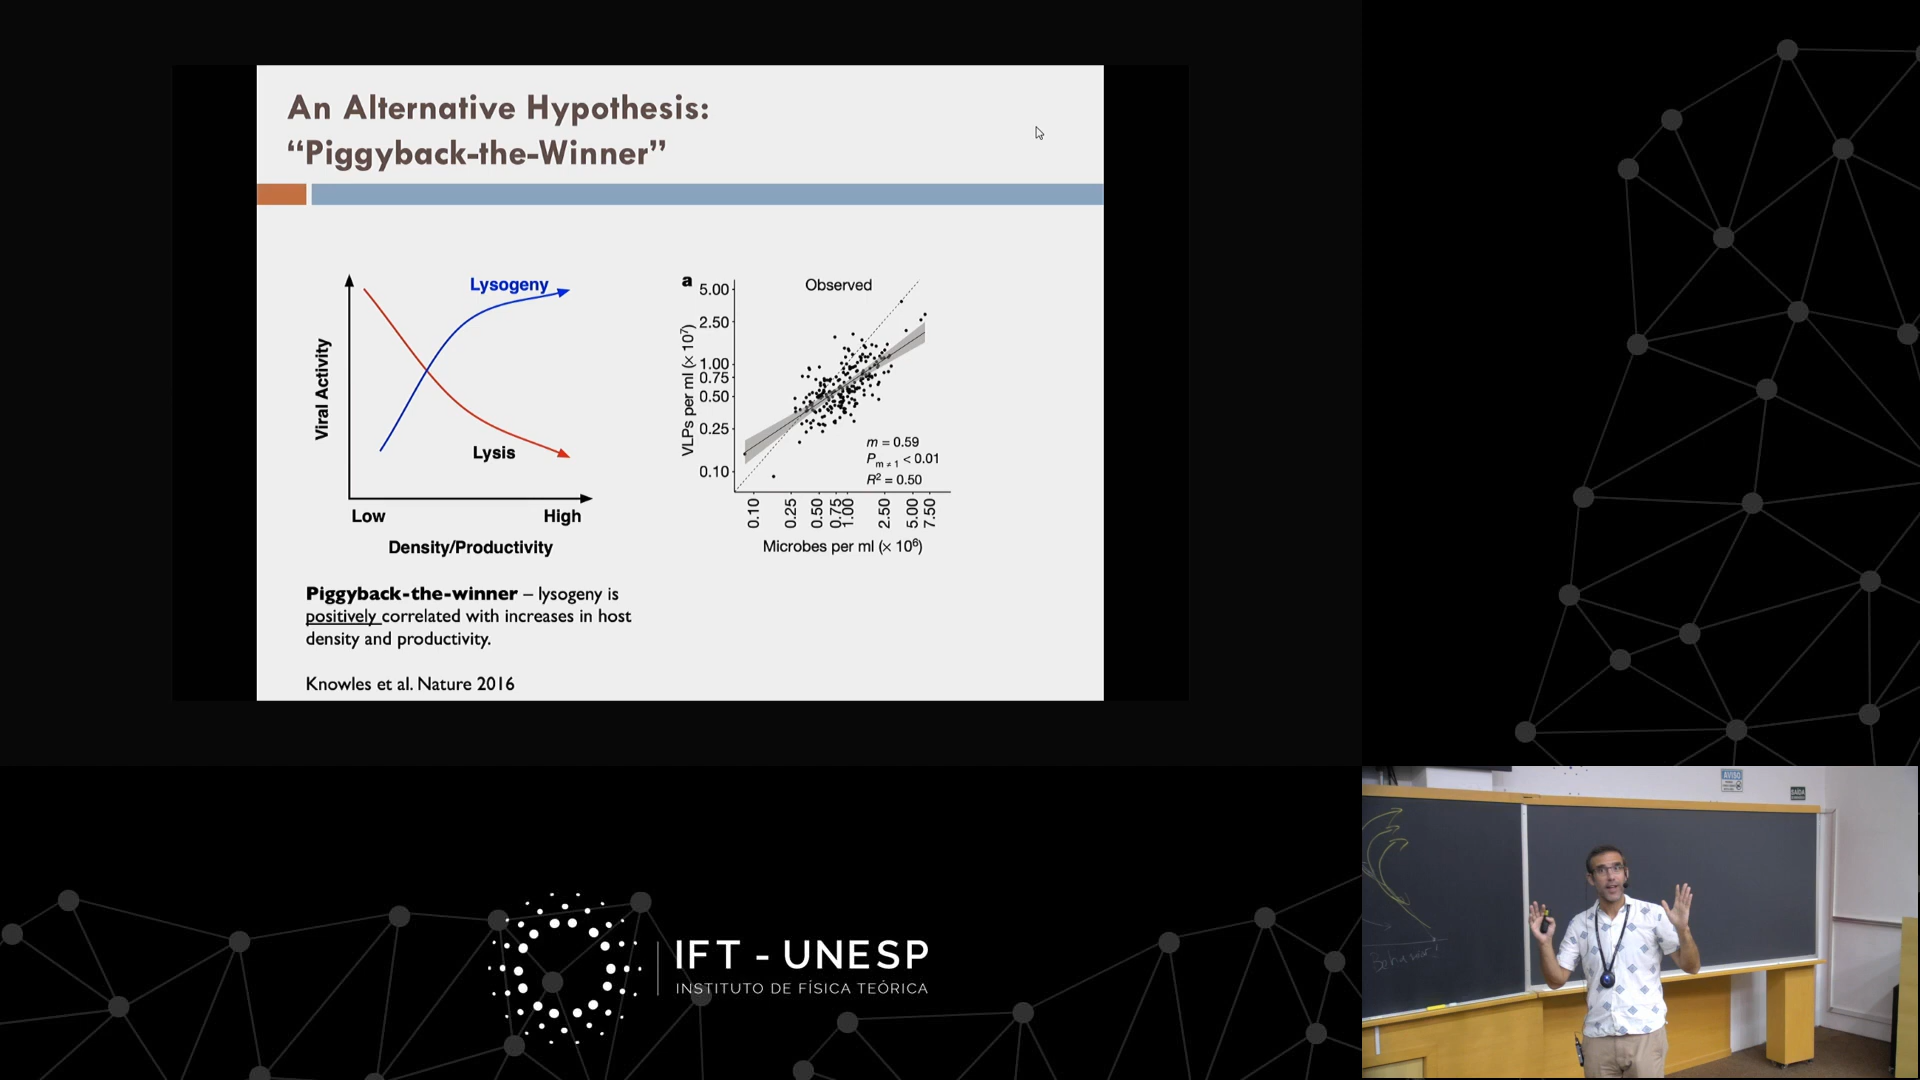 An Alternative Hypothesis:
“Piggyback-the-Winner”
Lysogeny
Lysis
Viral Activity
Low
High
Density/Productivity
a
Observed
5.00
2.50
1.00
0.75
0.50
0.25
0.10
VLPs per ml (× 10⁷)
m = 0.59
Pm ≠ 1 < 0.01
R² = 0.50
0.10
0.25
0.50
0.75
1.00
2.50
5.00
7.50
Microbes per ml (× 10⁶)
Piggyback-the-winner – lysogeny is
positively correlated with increases in host
density and productivity.
Knowles et al. Nature 2016
AVISO
SAÍDA
IFT - UNESP
INSTITUTO DE FÍSICA TEÓRICA